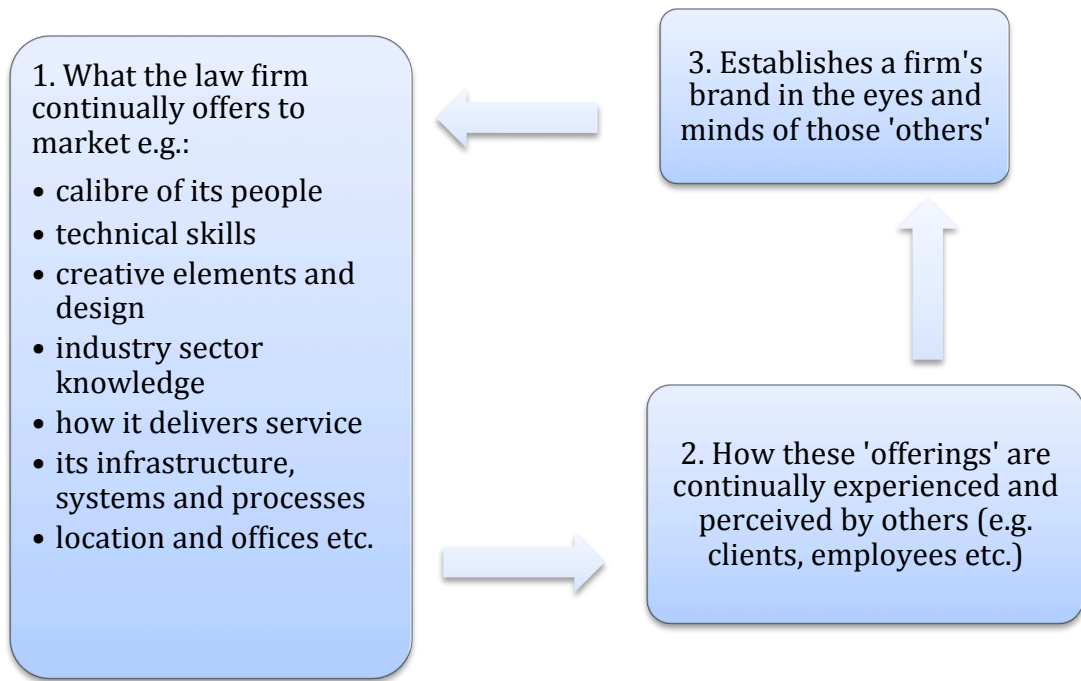 1. What the law firm
continually offers to
market e.g.:
• calibre of its people
• technical skills
• creative elements and
design
• industry sector
knowledge
• how it delivers service
• its infrastructure,
systems and processes
• location and offices etc.
3. Establishes a firm's
brand in the eyes and
minds of those 'others'
2. How these 'offerings' are
continually experienced and
perceived by others (e.g.
clients, employees etc.)